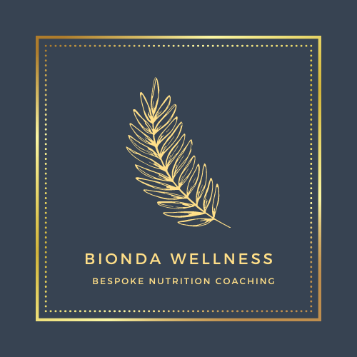 BIONDA WELLNESS
BESPOKE NUTRITION COACHING